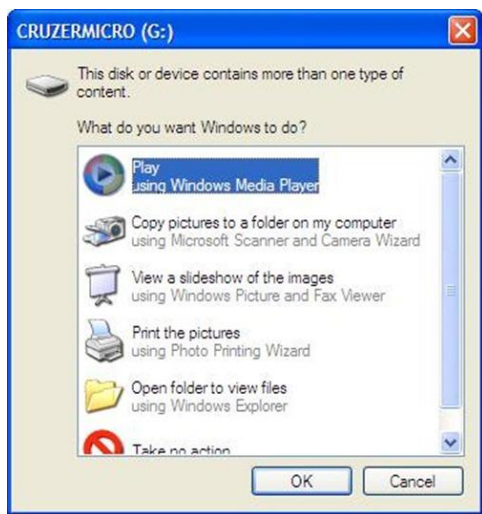 CRUZERMICRO (G:)
This disk or device contains more than one type of
content.
What do you want Windows to do?
Play
using Windows Media Player
Copy pictures to a folder on my computer
using Microsoft Scanner and Camera Wizard
View a slideshow of the images
using Windows Picture and Fax Viewer
Print the pictures
using Photo Printing Wizard
Open folder to view files
using Windows Explorer
Take no action
OK
Cancel